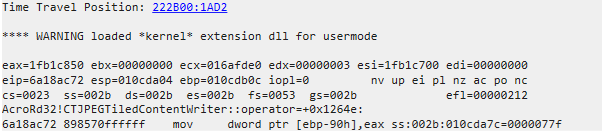 Time Travel Position: 222B00:1AD2
**** WARNING loaded *kernel* extension dll for usermode
eax=1fb1c850 ebx=00000000 ecx=016afde0 edx=00000003 esi=1fb1c700 edi=00000000
eip=6a18ac72 esp=010cda04 ebp=010cdb0c iopl=0 nv up ei pl nz ac po nc
cs=0023 ss=002b ds=002b es=002b fs=0053 gs=002b efl=00000212
AcroRd32!CTJPEGTiledContentWriter::operator=+0x1264e:
6a18ac72 898570ffffff mov dword ptr [ebp-90h],eax ss:002b:010cda7c=0000077f